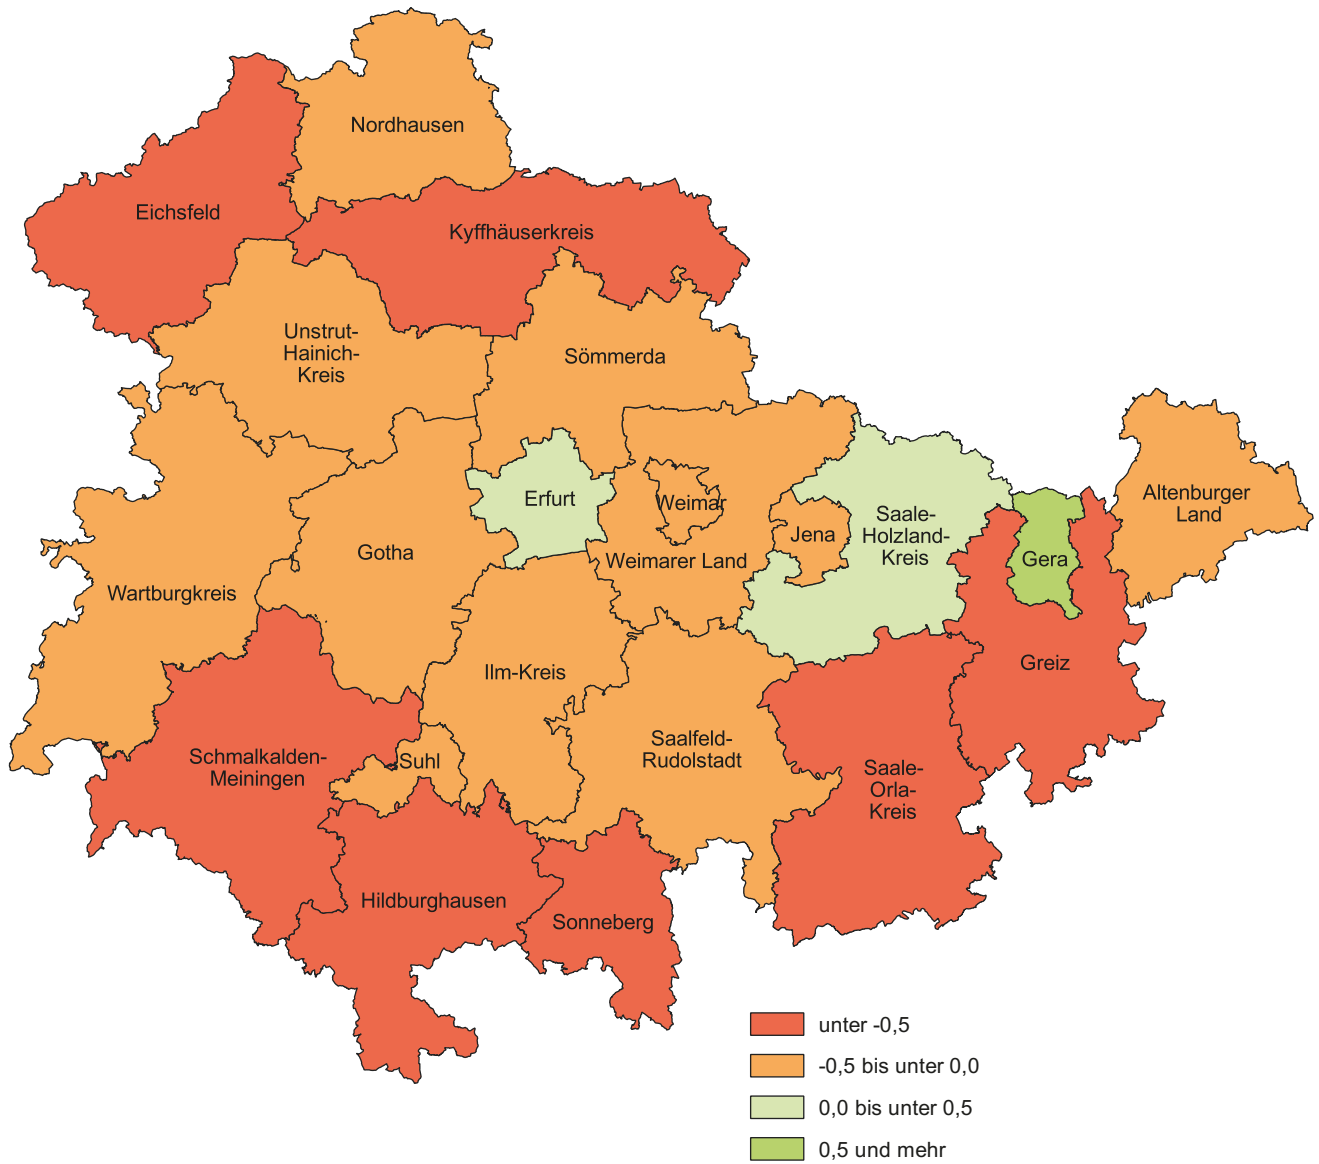 Nordhausen
Eichsfeld
Kyffhäuserkreis
Unstrut-
Hainich-
Kreis
Sömmerda
Erfurt
Weimar
Altenburger
Land
Saale-
Holzland-
Kreis
Jena
Gotha
Weimarer Land
Gera
Wartburgkreis
Ilm-Kreis
Greiz
Schmalkalden-
Meiningen
Suhl
Saalfeld-
Rudolstadt
Saale-
Orla-
Kreis
Hildburghausen
Sonneberg
unter -0,5
-0,5 bis unter 0,0
0,0 bis unter 0,5
0,5 und mehr